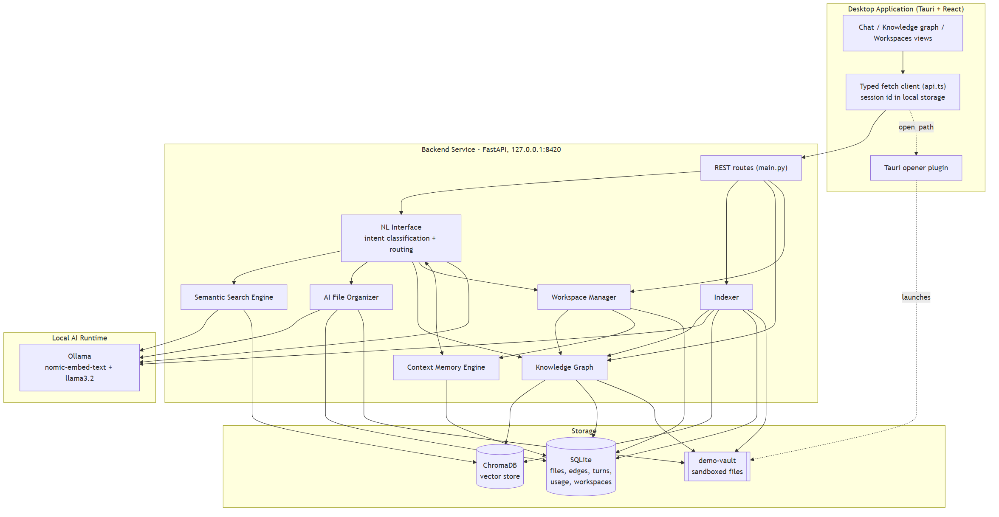 Desktop Application (Tauri + React)
Chat / Knowledge graph /
Workspaces views
Typed fetch client (api.ts)
session id in local storage
open_path
Tauri opener plugin
launches
Backend Service - FastAPI, 127.0.0.1:8420
REST routes (main.py)
NL Interface
intent classification +
routing
Semantic Search Engine
AI File Organizer
Workspace Manager
Indexer
Context Memory Engine
Knowledge Graph
Local AI Runtime
Ollama
nomic-embed-text +
llama3.2
Storage
ChromaDB
vector store
SQLite
files, edges, turns,
usage, workspaces
demo-vault
sandboxed files